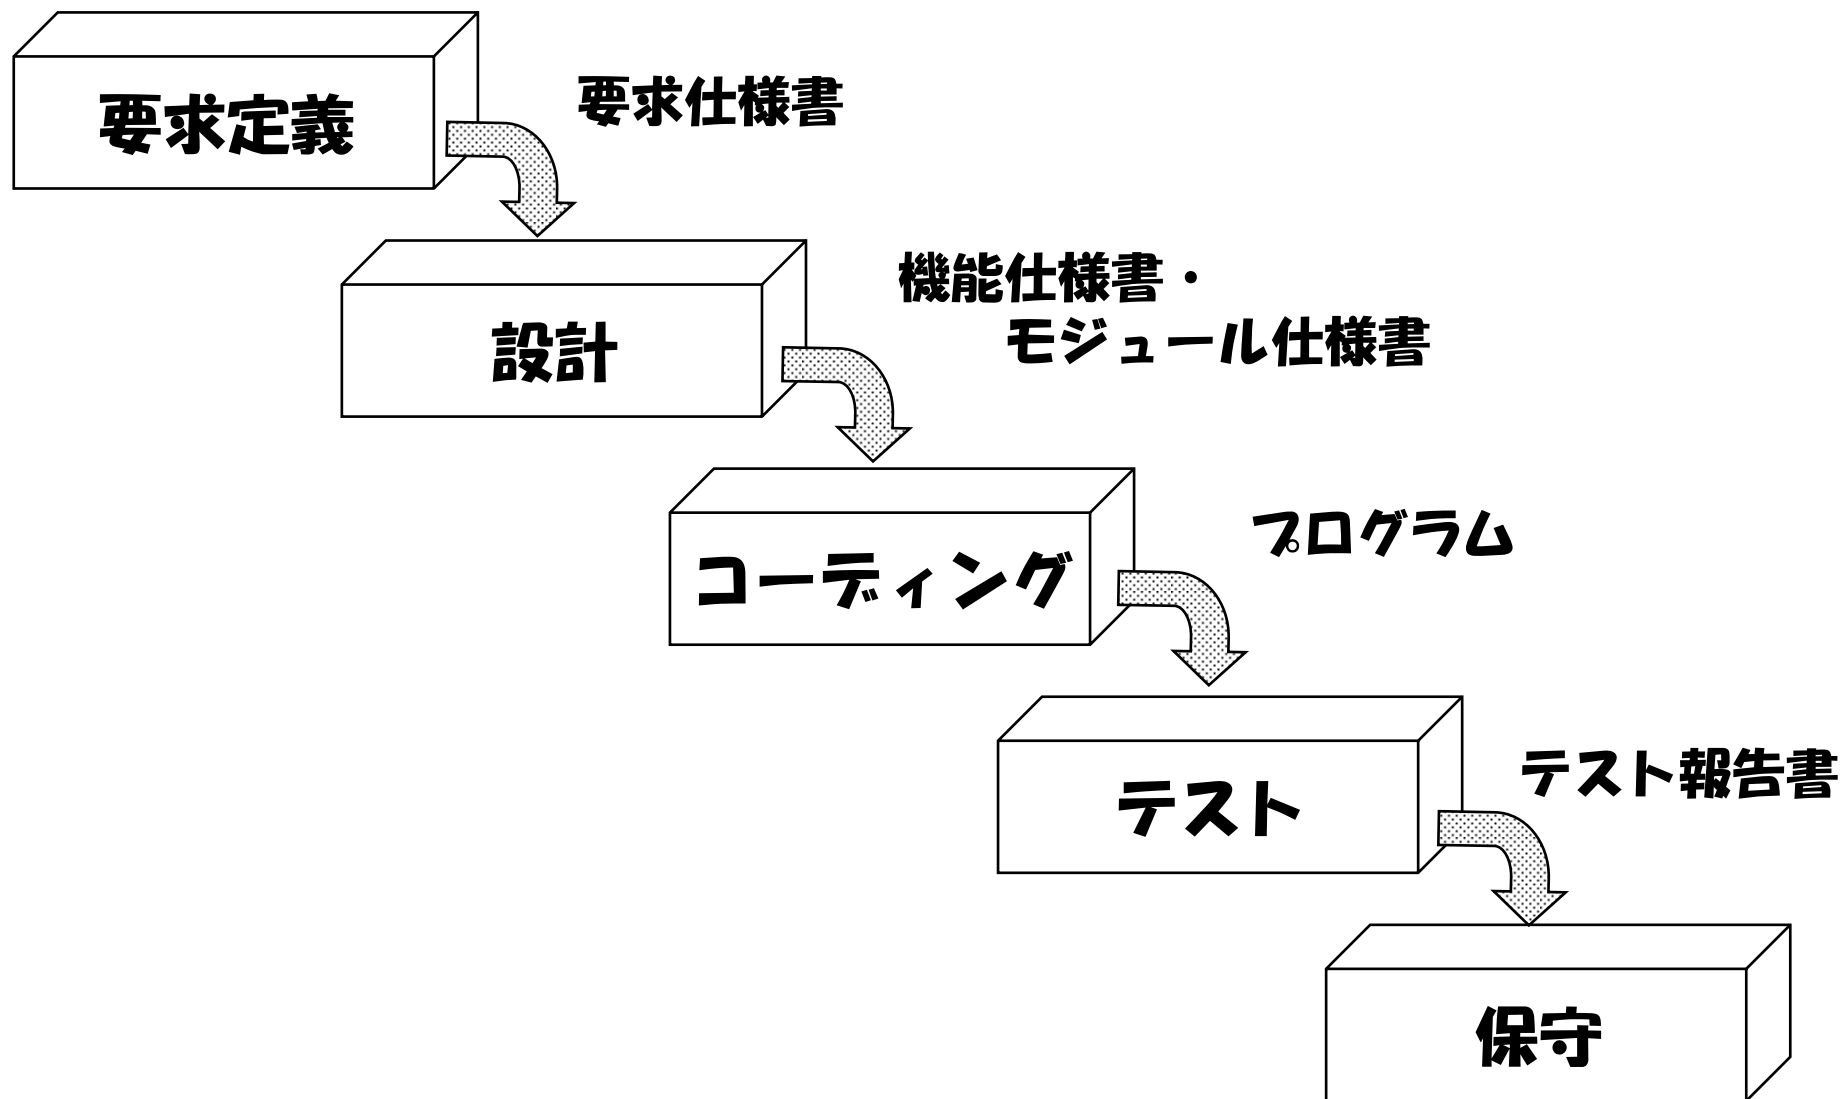 要求定義
要求仕様書
設計
機能仕様書・
モジュール仕様書
コーディング
プログラム
テスト
テスト報告書
保守